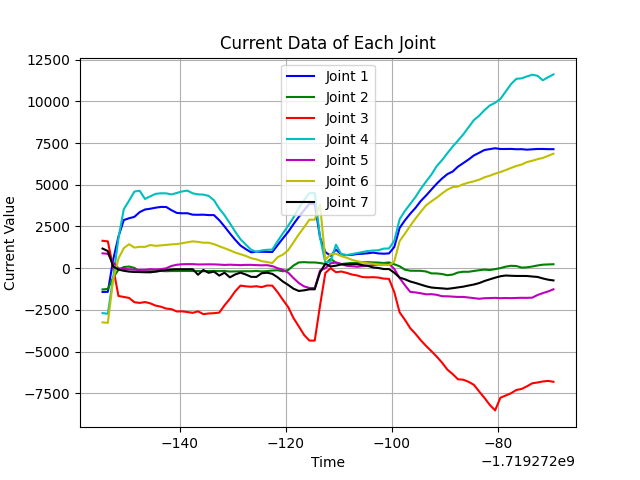 Current Data of Each Joint
12500
10000
7500
5000
2500
0
−2500
−5000
−7500
Current Value
Joint 1
Joint 2
Joint 3
Joint 4
Joint 5
Joint 6
Joint 7
−140
−120
−100
−80
Time
−1.719272e9